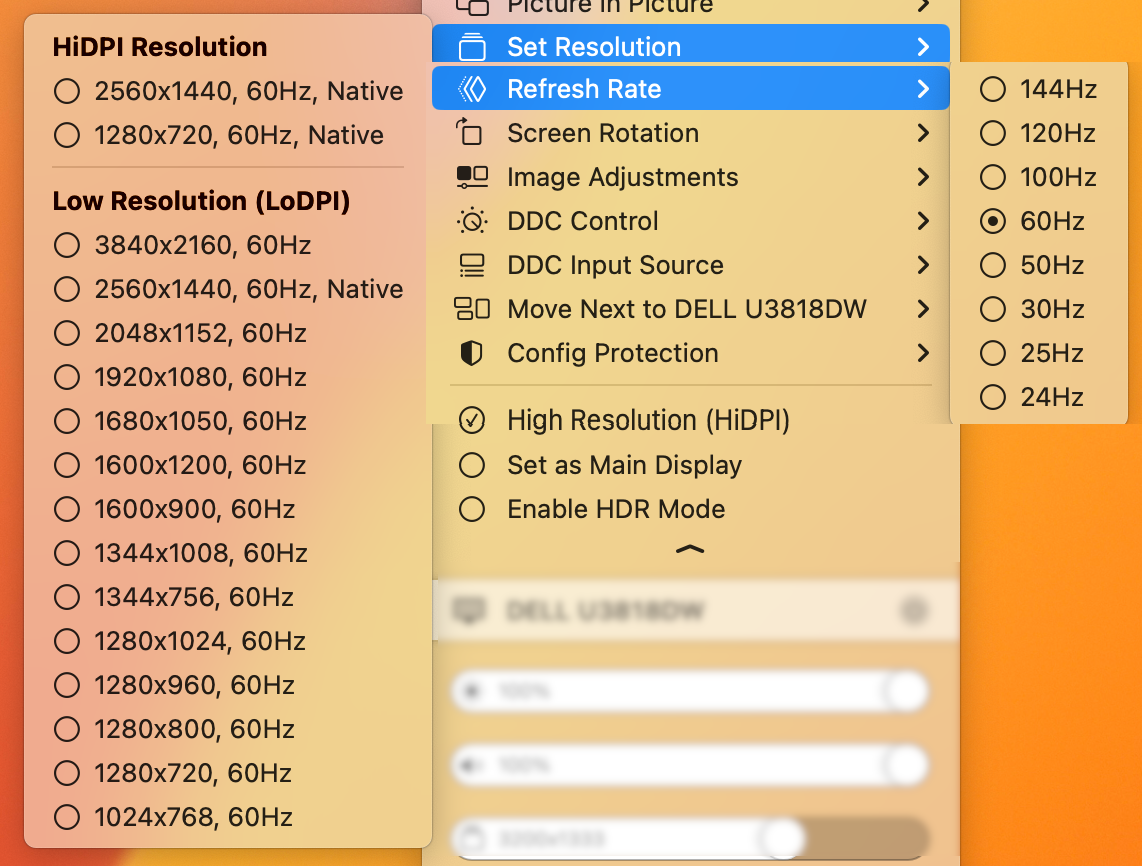 HiDPI Resolution
2560x1440, 60Hz, Native
1280x720, 60Hz, Native
Low Resolution (LoDPI)
3840x2160, 60Hz
2560x1440, 60Hz, Native
2048x1152, 60Hz
1920x1080, 60Hz
1680x1050, 60Hz
1600x1200, 60Hz
1600x900, 60Hz
1344x1008, 60Hz
1344x756, 60Hz
1280x1024, 60Hz
1280x960, 60Hz
1280x800, 60Hz
1280x720, 60Hz
1024x768, 60Hz
Picture in Picture
Set Resolution
Refresh Rate
Screen Rotation
Image Adjustments
DDC Control
DDC Input Source
Move Next to DELL U3818DW
Config Protection
High Resolution (HiDPI)
Set as Main Display
Enable HDR Mode
DELL U3818DW
100%
100%
144Hz
120Hz
100Hz
60Hz
50Hz
30Hz
25Hz
24Hz